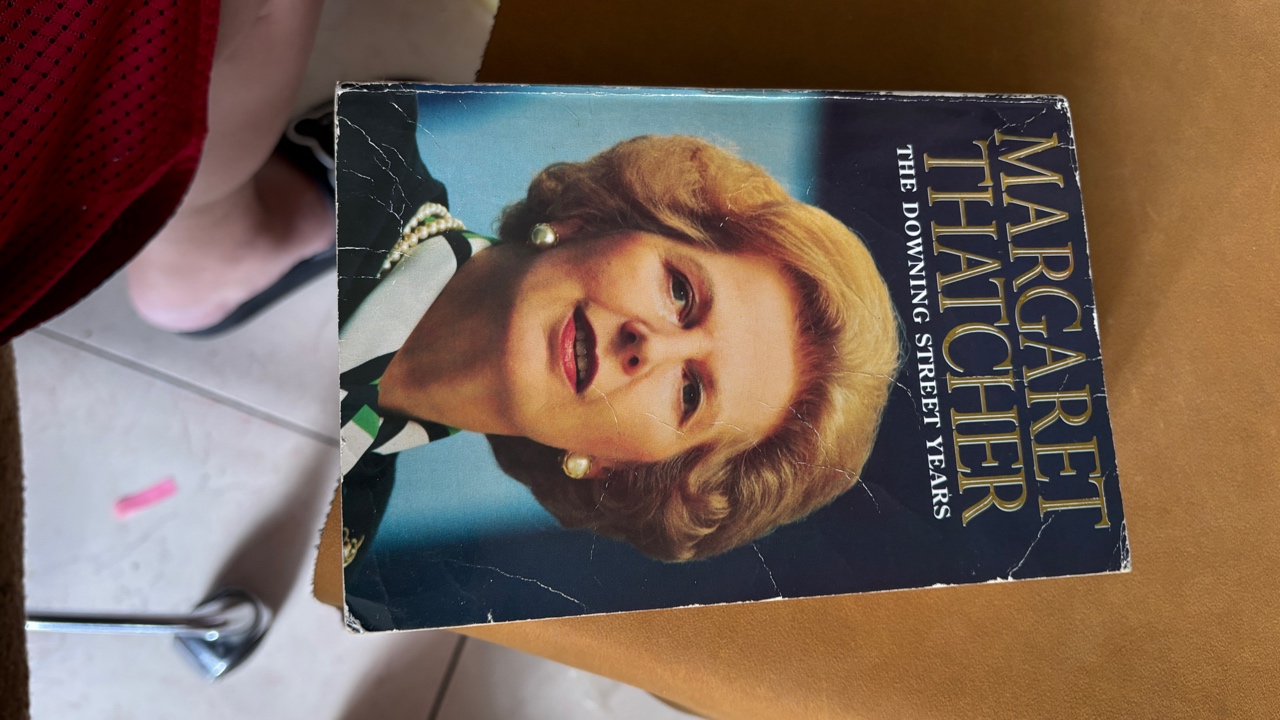 MARGARET
THATCHER
THE DOWNING STREET YEARS